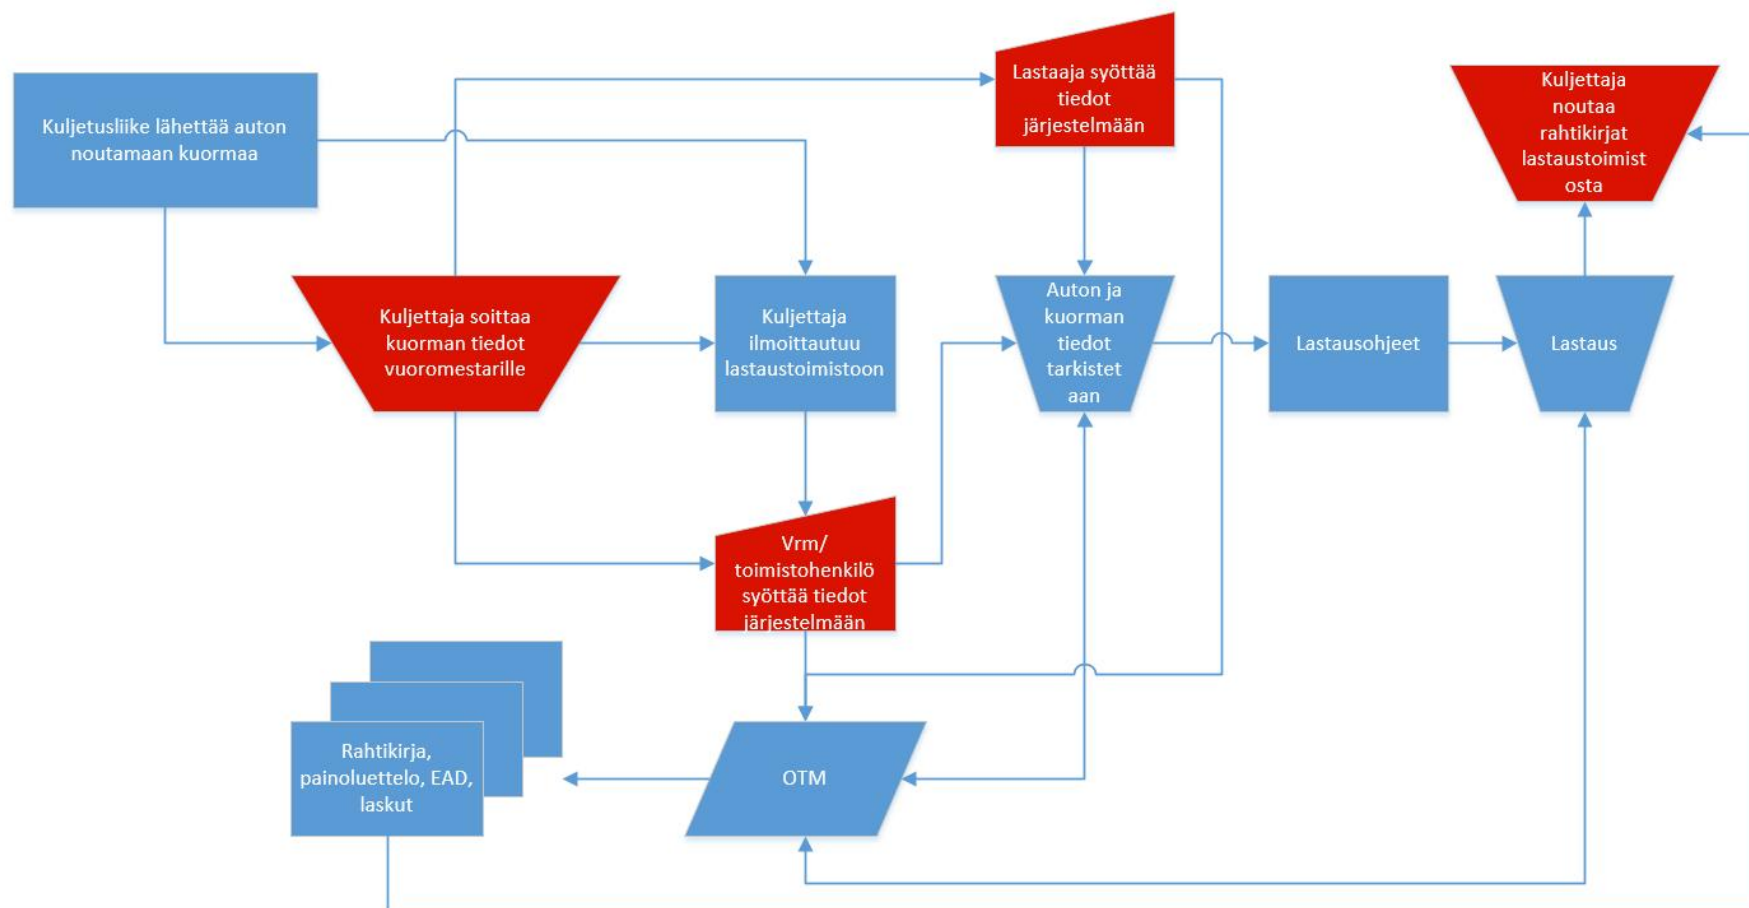 Kuljetusliike lähettää auton
noutamaan kuormaa
Lastaaja syöttää
tiedot
järjestelmään
Kuljettaja
noutaa
rahtikirjat
lastaustoimist
osta
Kuljettaja soittaa
kuorman tiedot
vuoromestarille
Kuljettaja
ilmoittautuu
lastaustoimistoon
Auton ja
kuorman
tiedot
tarkistet
aan
Lastausohjeet
Lastaus
Vrm/
toimistohenkilö
syöttää tiedot
järjestelmään
Rahtikirja,
painoluettelo, EAD,
laskut
OTM